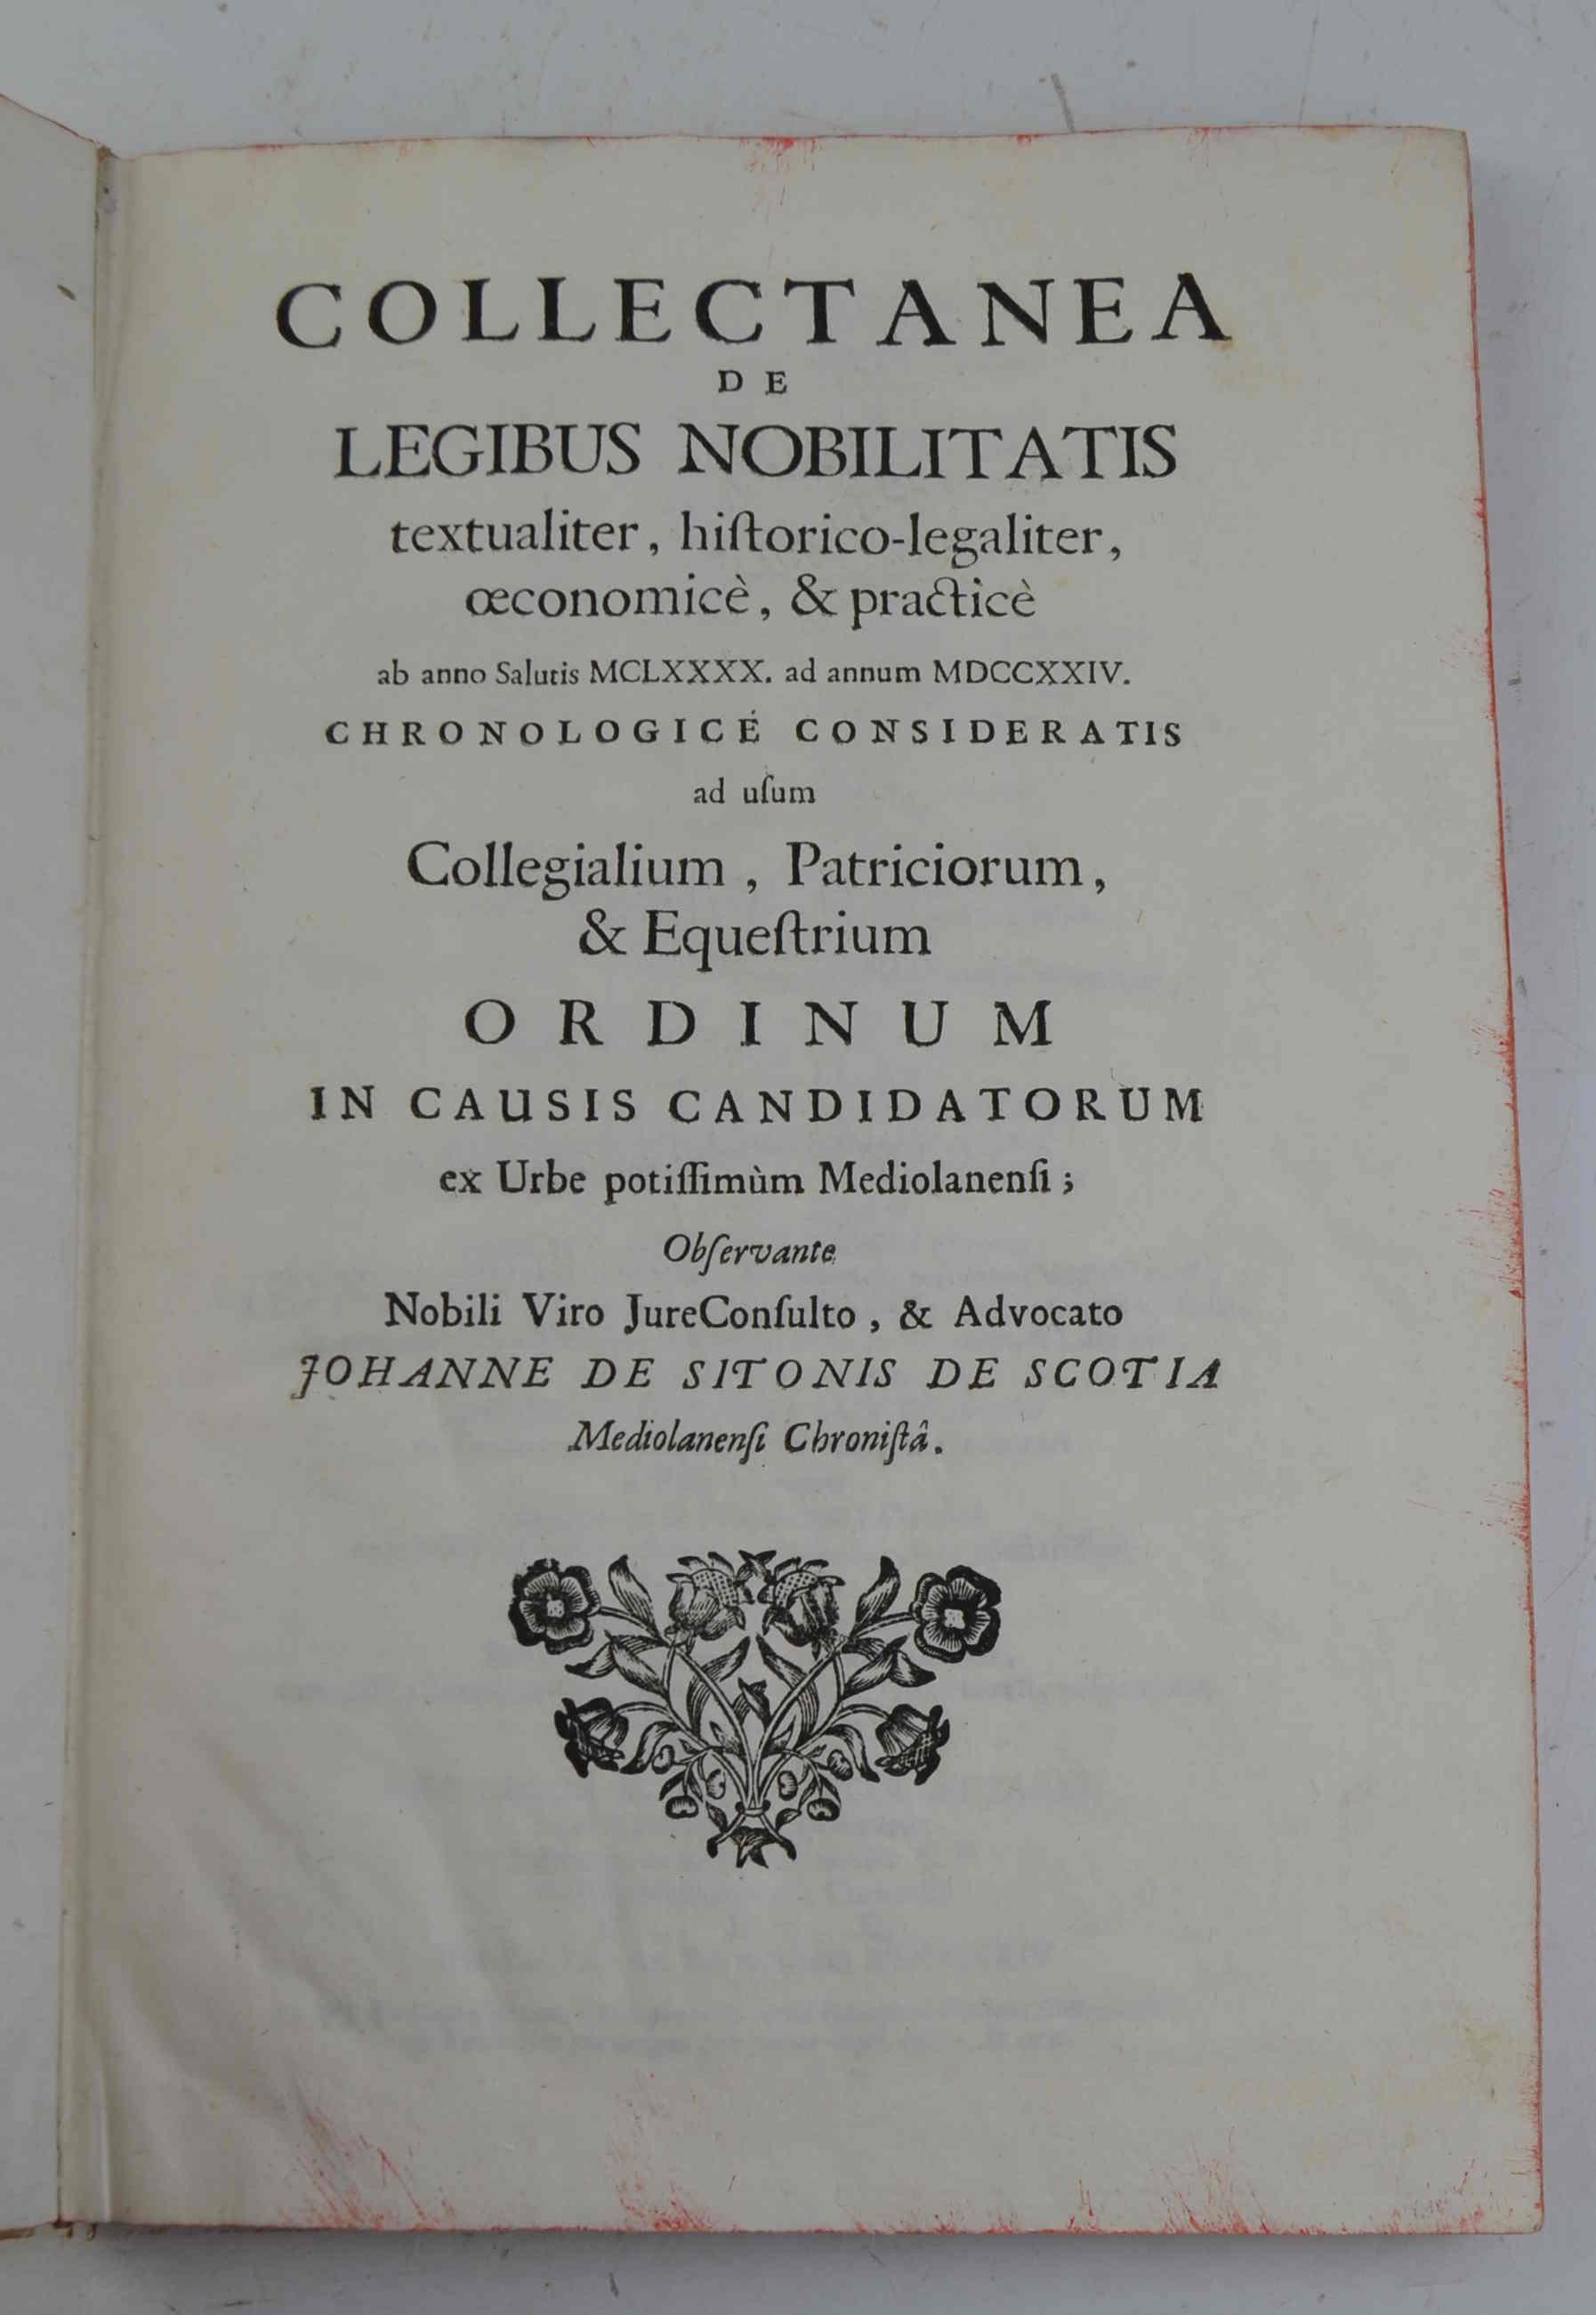 COLLECTANEA
DE
LEGIBUS NOBILITATIS
textualiter, hiſtorico-legaliter,
œconomicè, & practicè
ab anno Salutis MCLXXXX. ad annum MDCCXXIV.
CHRONOLOGICÉ CONSIDERATIS
ad uſum
Collegialium, Patriciorum,
& Equeſtrium
ORDINUM
IN CAUSIS CANDIDATORUM
ex Urbe potiſſimùm Mediolanenſi;
Obſervante
Nobili Viro JureConſulto, & Advocato
JOHANNE DE SITONIS DE SCOTIA
Mediolanenſi Chroniſtâ.